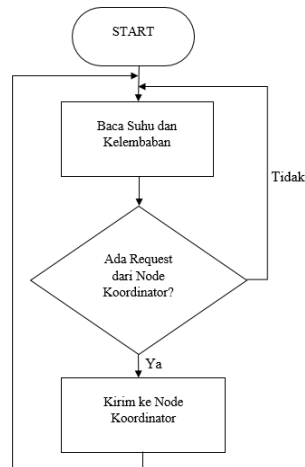 START
Baca Suhu dan
Kelembaban
Tidak
Ada Request
dari Node
Koordinator?
Ya
Kirim ke Node
Koordinator